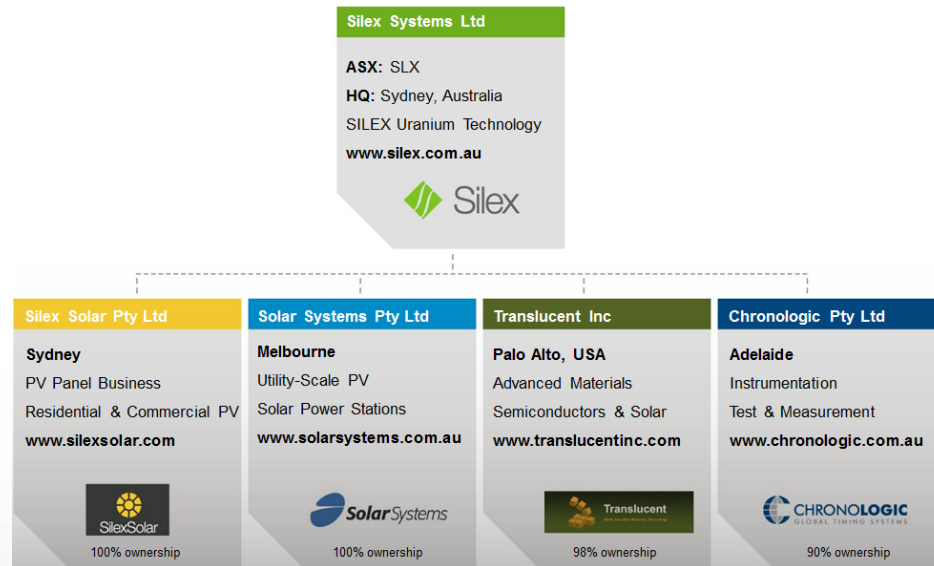 Silex Systems Ltd
ASX: SLX
HQ: Sydney, Australia
SILEX Uranium Technology
www.silex.com.au
Silex
Silex Solar Pty Ltd
Sydney
PV Panel Business
Residential & Commercial PV
www.silexsolar.com
SilexSolar
100% ownership
Solar Systems Pty Ltd
Melbourne
Utility-Scale PV
Solar Power Stations
www.solarsystems.com.au
Solar Systems
100% ownership
Translucent Inc
Palo Alto, USA
Advanced Materials
Semiconductors & Solar
www.translucentinc.com
Translucent
98% ownership
Chronologic Pty Ltd
Adelaide
Instrumentation
Test & Measurement
www.chronologic.com.au
CHRONOLOGIC
GLOBAL TIMING SYSTEMS
90% ownership